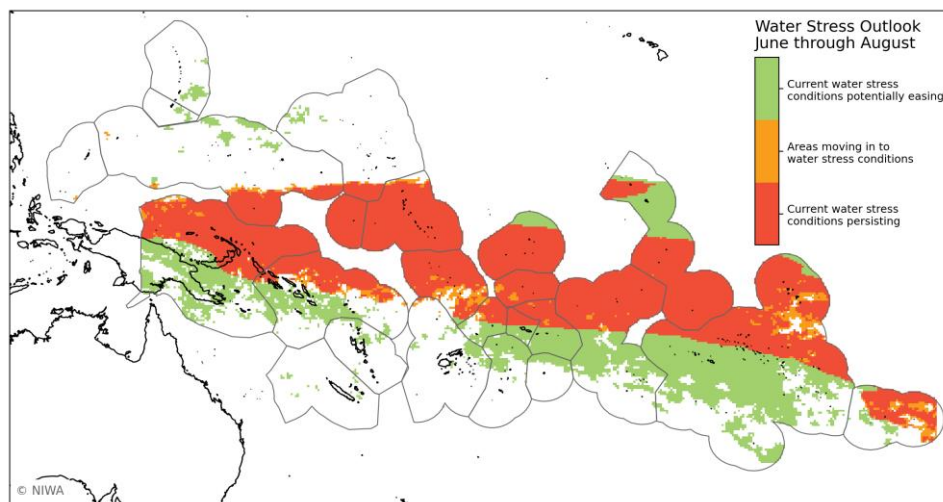 Water Stress Outlook
June through August
Current water stress
conditions potentially easing
Areas moving in to
water stress conditions
Current water stress
conditions persisting
© NIWA